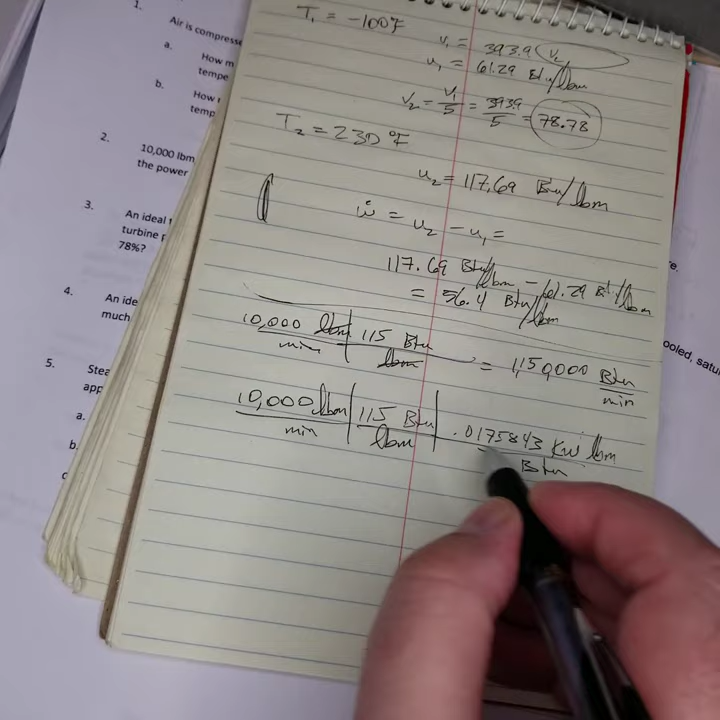 1.
Air is compress
a.
How m
tempe
b.
How
temp
2.
10,000 lbm
the power
3.
An ideal
turbine
78%?
4.
An ide
much
5.
Stea
app
a.
b.
c
T₁ = -100°F
v₁ = 393.9 v₂
u₁ = 61.29 Btu/lbm
v₂ = v₁/5 = 393.9/5 = 78.78
T₂ = 230 °F
u₂ = 117.69 Btu/lbm
ẇ = u₂ - u₁ =
117.69 Btu/lbm - 61.29 Bt/lbm
= 56.4 Btu/lbm
10,000 lbm/min | 115 Btu/lbm = 1,150,000 Btu/min
10,000 lbm/min | 115 Btu/lbm | .0175843 KW lbm/Btu
e.
ooled, satu